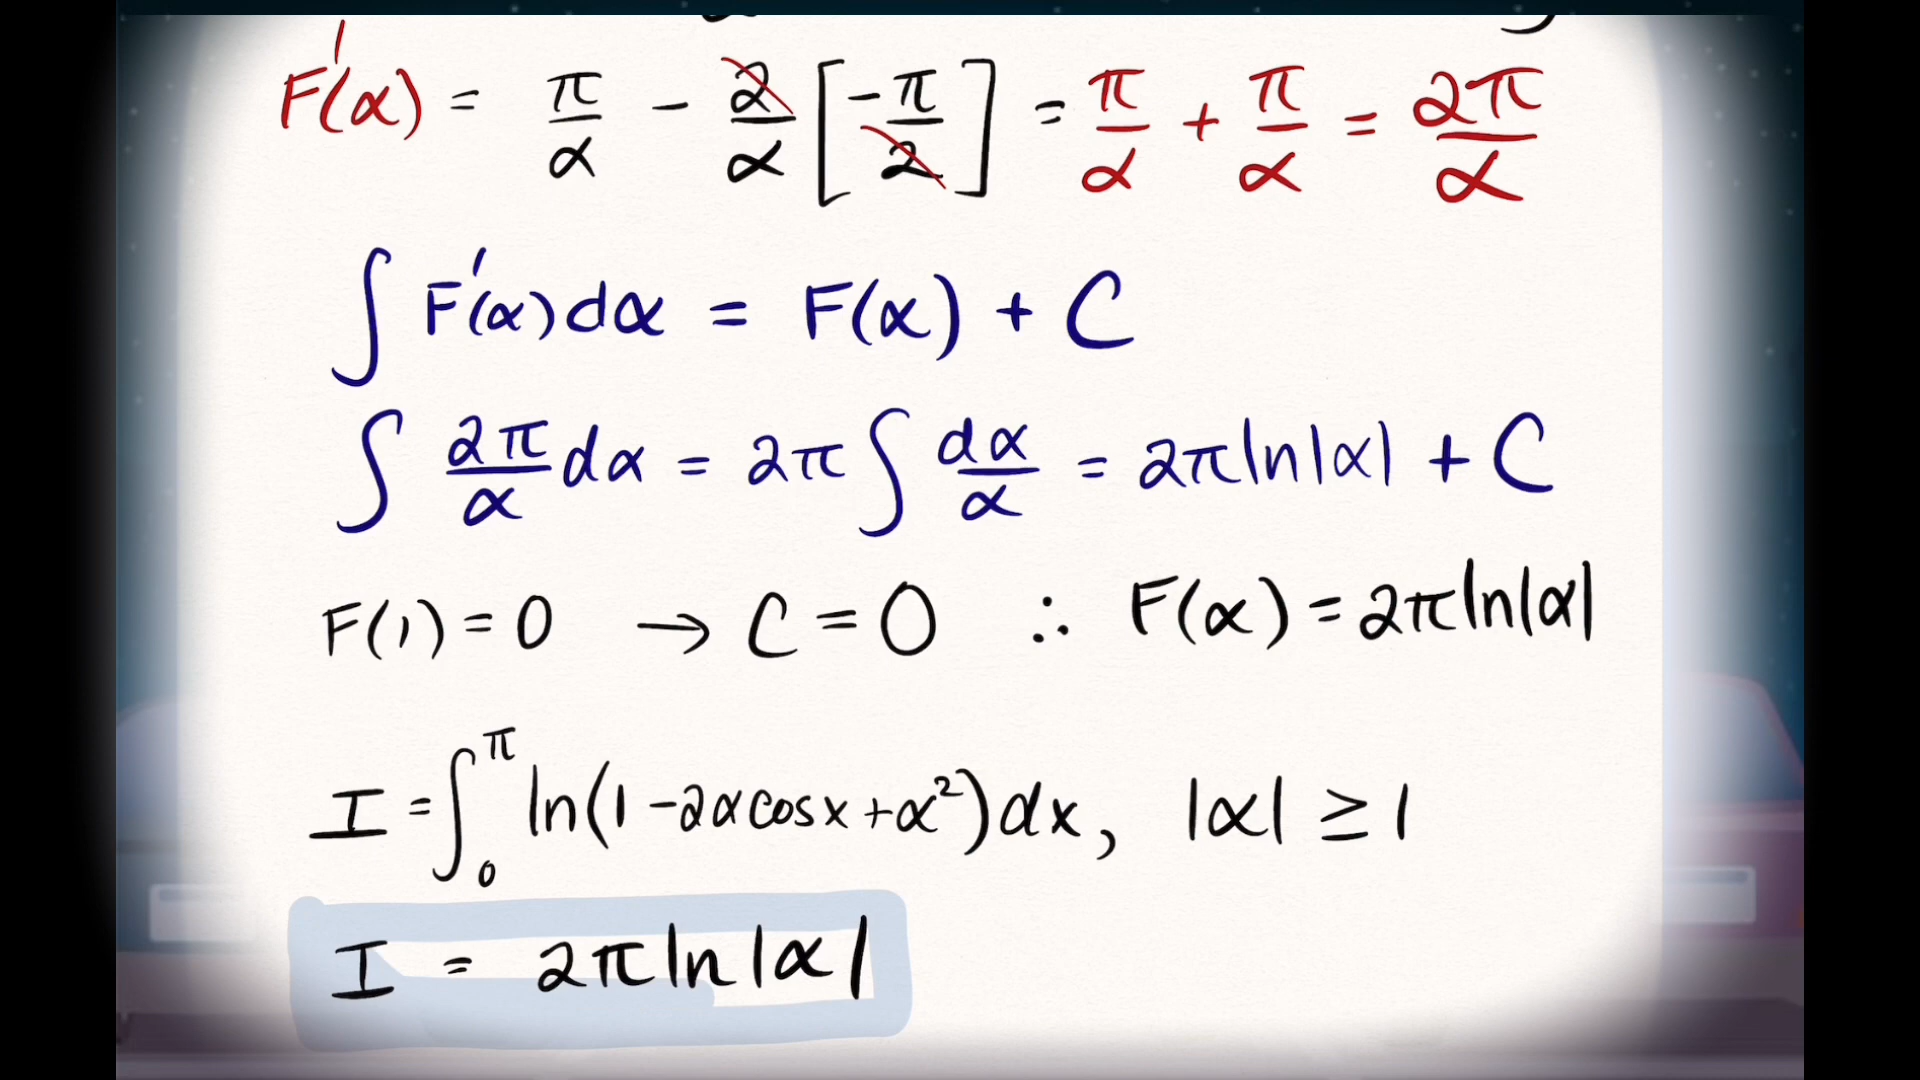 F'(α) = π/α - 2/α [-π/2] = π/α + π/α = 2π/α
∫ F'(α)dα = F(α) + C
∫ 2π/α dα = 2π ∫ dα/α = 2π ln|α| + C
F(1) = 0 → C = 0 ∴ F(α) = 2π ln|α|
I = ∫₀^π ln(1 - 2α cos x + α²) dx, |α| ≥ 1
I = 2π ln|α|